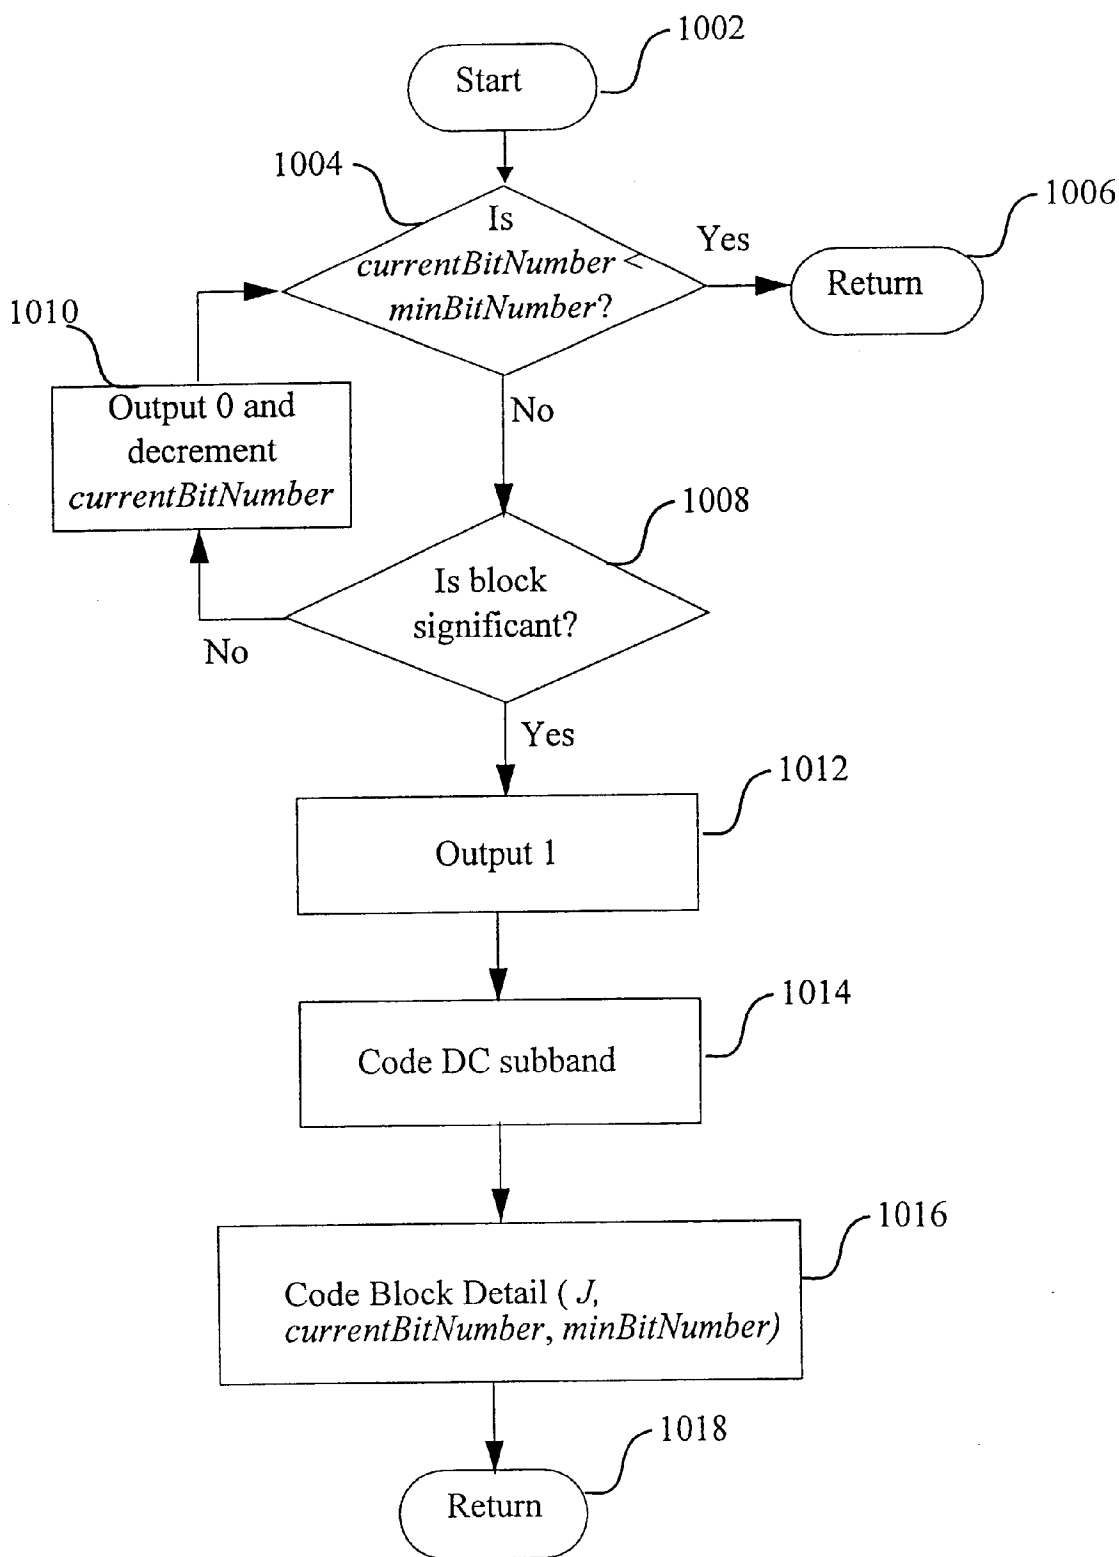 1002
Start
1004
Is
currentBitNumber <
minBitNumber?
Yes
1006
Return
1010
Output 0 and
decrement
currentBitNumber
No
1008
Is block
significant?
No
Yes
1012
Output 1
1014
Code DC subband
1016
Code Block Detail ( J,
currentBitNumber, minBitNumber)
1018
Return